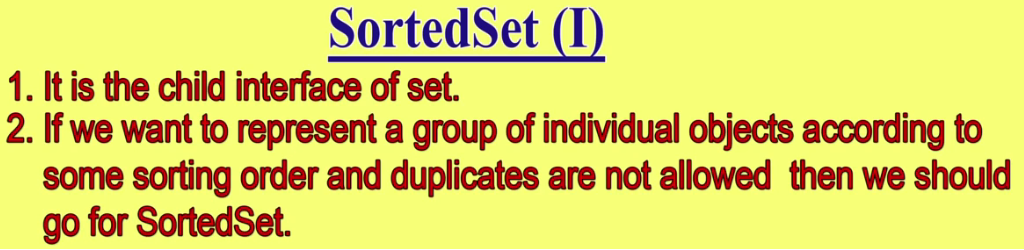 SortedSet (I)
1. It is the child interface of set.
2. If we want to represent a group of individual objects according to
some sorting order and duplicates are not allowed then we should
go for SortedSet.